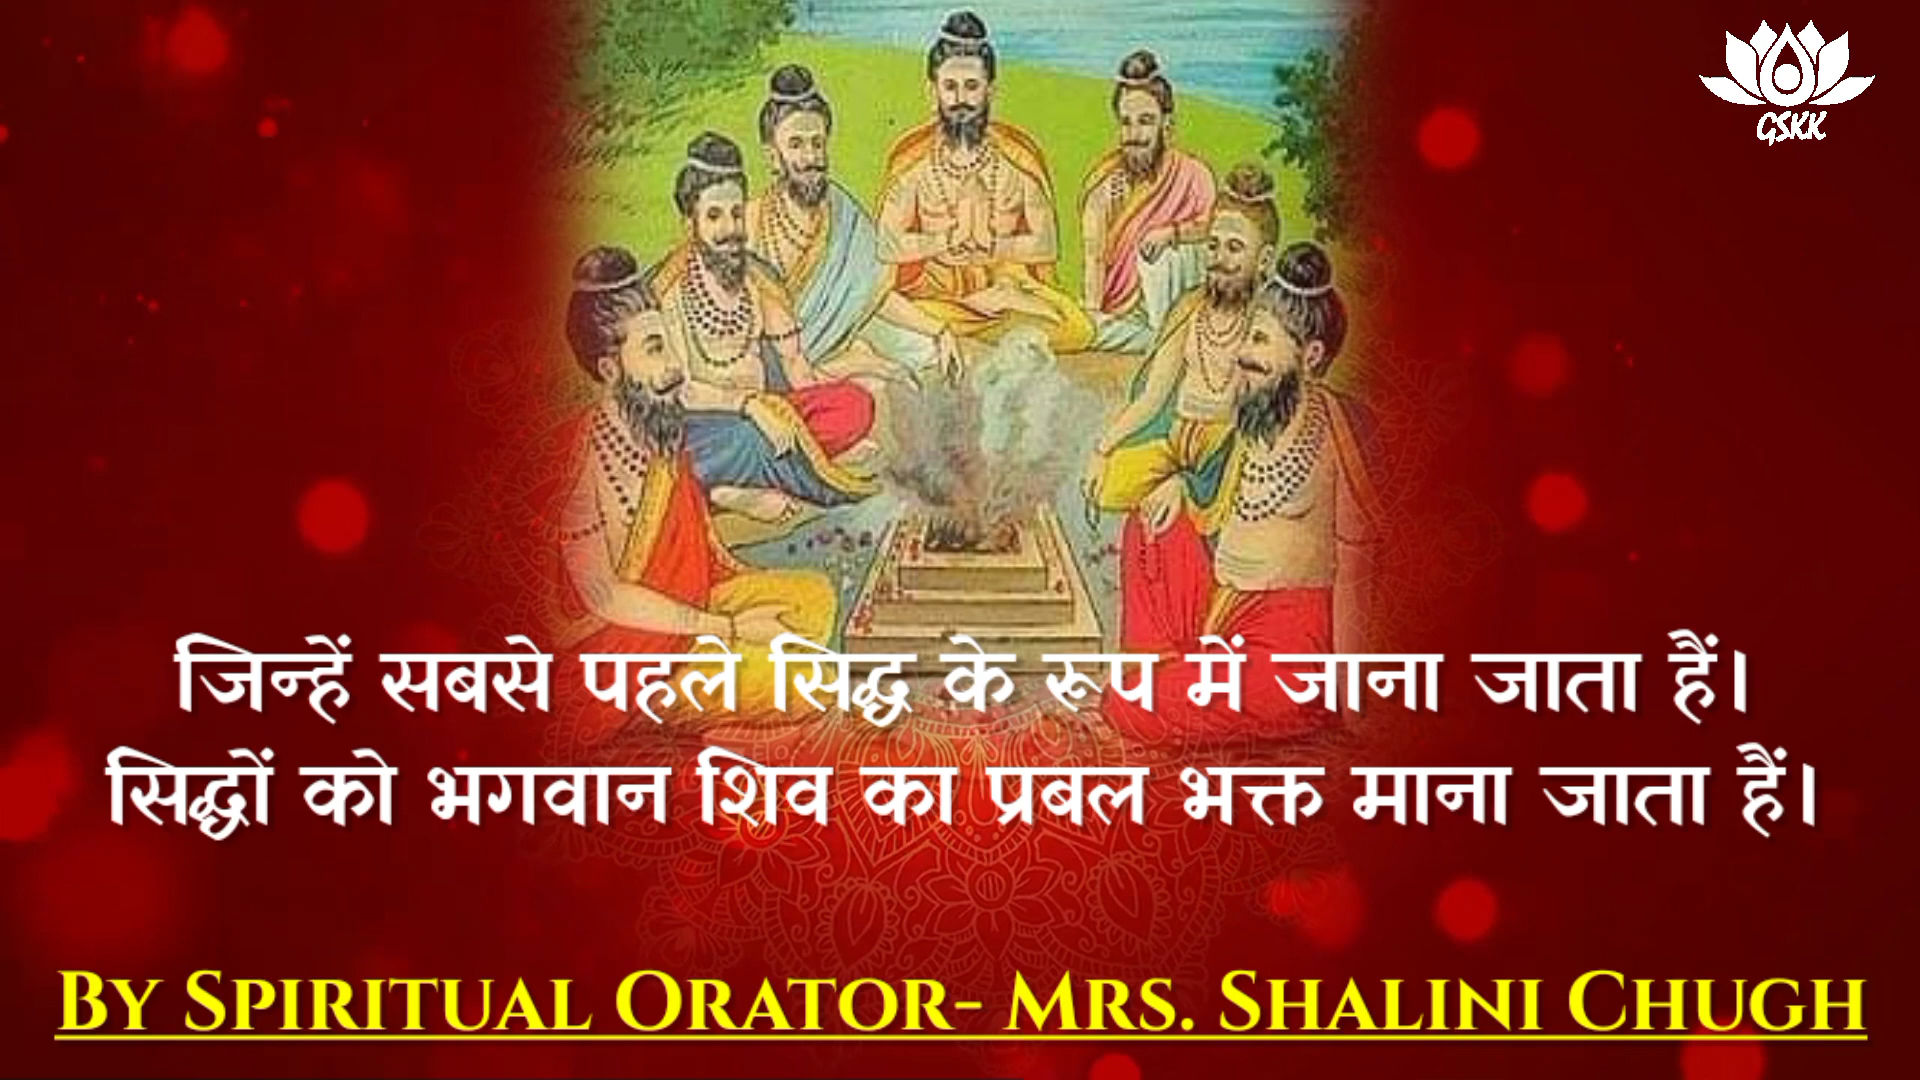 GSKK
जिन्हें सबसे पहले सिद्ध के रूप में जाना जाता हैं।
सिद्धों को भगवान शिव का प्रबल भक्त माना जाता हैं।
By Spiritual Orator- Mrs. Shalini Chugh